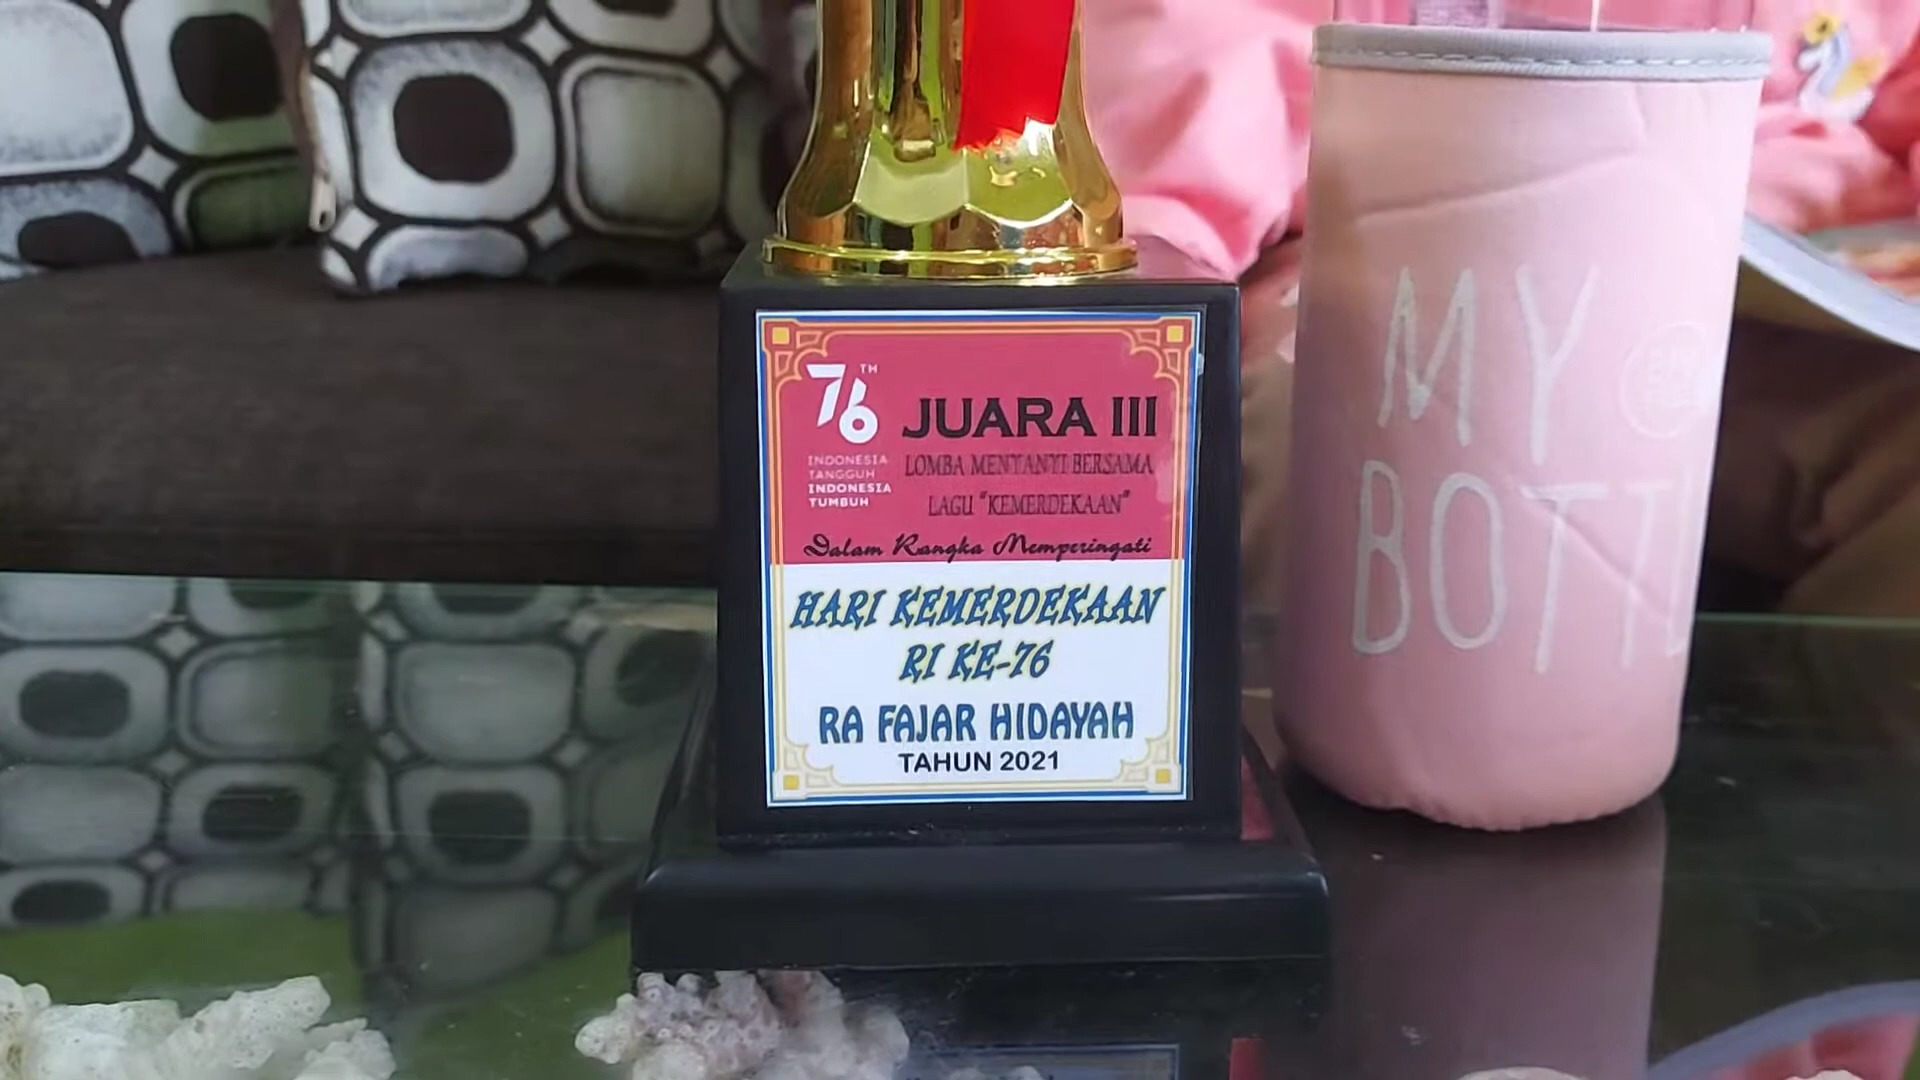 76TH
INDONESIA
TANGGUH
INDONESIA
TUMBUH
JUARA III
LOMBA MENYANYI BERSAMA
LAGU "KEMERDEKAAN"
Dalam Rangka Memperingati
HARI KEMERDEKAAN
RI KE-76
RA FAJAR HIDAYAH
TAHUN 2021
MY
BOTTL